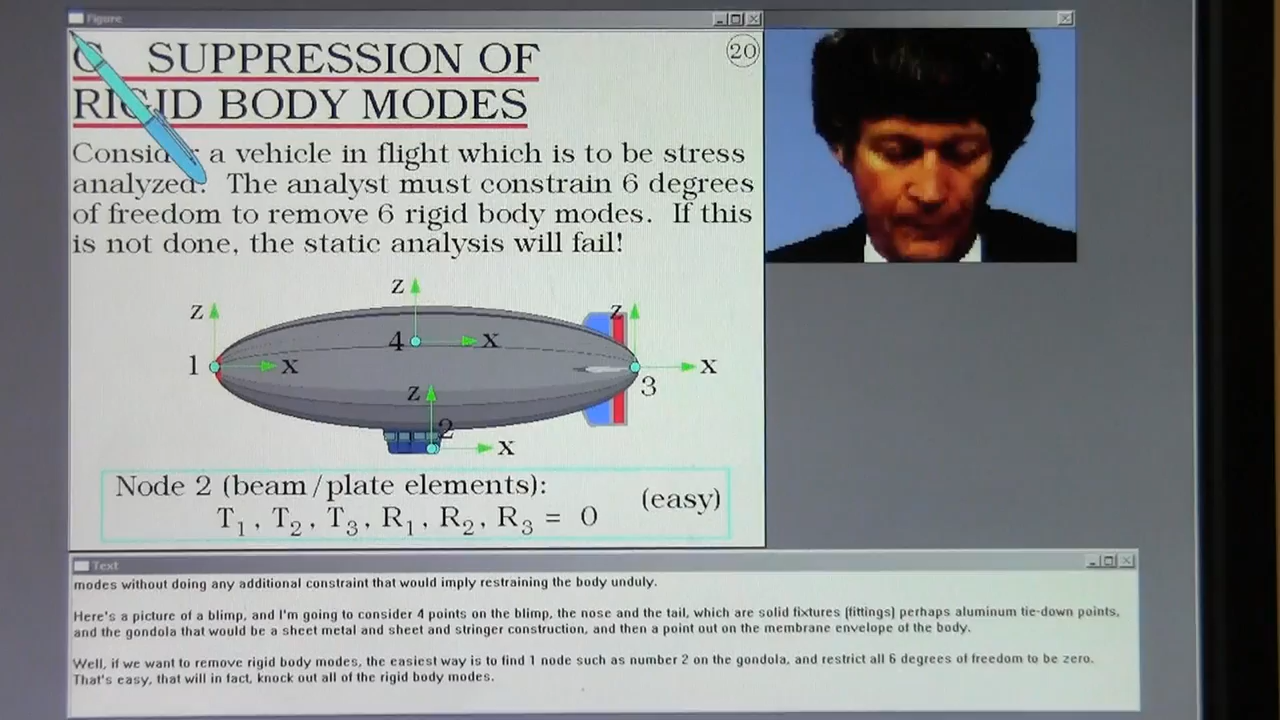 Figure
C. SUPPRESSION OF
20
RIGID BODY MODES
Consider a vehicle in flight which is to be stress
analyzed. The analyst must constrain 6 degrees
of freedom to remove 6 rigid body modes. If this
is not done, the static analysis will fail!
z
z
z
4 x
1 x
x
z
3
2
x
Node 2 (beam/plate elements):
(easy)
T1, T2, T3, R1, R2, R3 = 0
Text
modes without doing any additional constraint that would imply restraining the body unduly.
Here's a picture of a blimp, and I'm going to consider 4 points on the blimp, the nose and the tail, which are solid fixtures (fittings) perhaps aluminum tie-down points,
and the gondola that would be a sheet metal and sheet and stringer construction, and then a point out on the membrane envelope of the body.
Well, if we want to remove rigid body modes, the easiest way is to find 1 node such as number 2 on the gondola, and restrict all 6 degrees of freedom to be zero.
That's easy, that will in fact, knock out all of the rigid body modes.